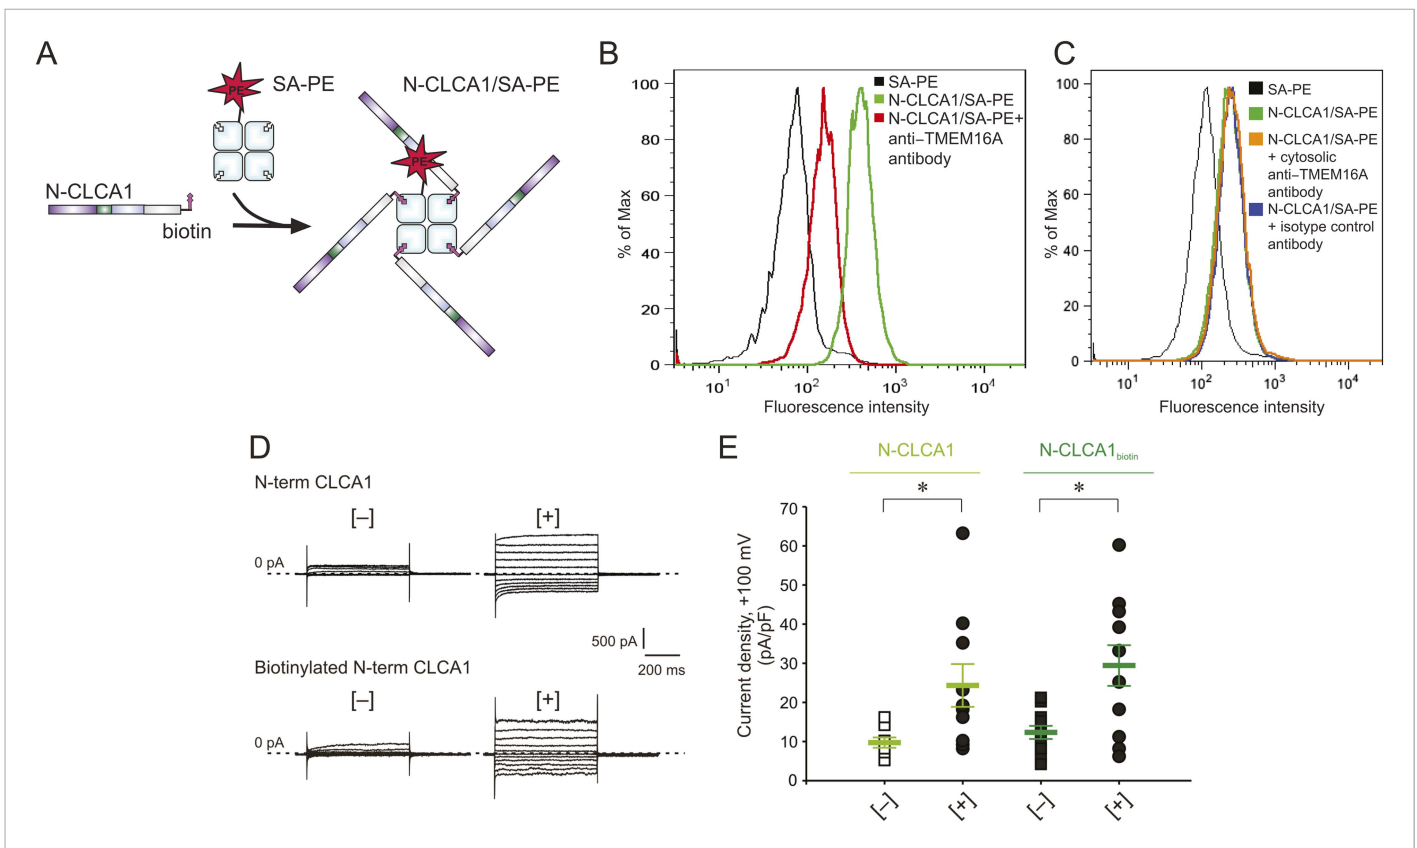 A
SA-PE
PE
N-CLCA1
biotin
N-CLCA1/SA-PE
PE
B
% of Max
100
80
60
40
20
0
10¹
10²
10³
10⁴
Fluorescence intensity
SA-PE
N-CLCA1/SA-PE
N-CLCA1/SA-PE+
anti–TMEM16A
antibody
C
% of Max
100
80
60
40
20
0
10¹
10²
10³
10⁴
Fluorescence intensity
SA-PE
N-CLCA1/SA-PE
N-CLCA1/SA-PE
+ cytosolic
anti–TMEM16A
antibody
N-CLCA1/SA-PE
+ isotype control
antibody
D
N-term CLCA1
[–]
[+]
0 pA
500 pA
200 ms
Biotinylated N-term CLCA1
[–]
[+]
0 pA
E
N-CLCA1
N-CLCA1biotin
*
*
Current density, +100 mV
(pA/pF)
70
60
50
40
30
20
10
0
[–]
[+]
[–]
[+]